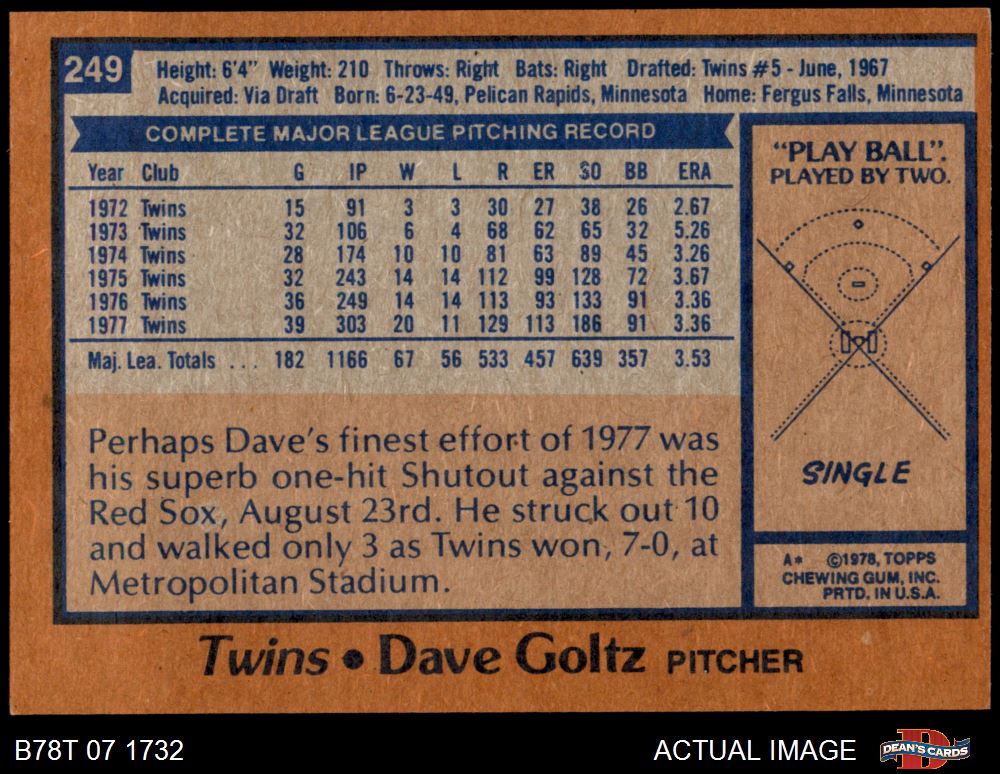 249
Height: 6'4" Weight: 210 Throws: Right Bats: Right Drafted: Twins #5 - June, 1967
Acquired: Via Draft Born: 6-23-49, Pelican Rapids, Minnesota Home: Fergus Falls, Minnesota
COMPLETE MAJOR LEAGUE PITCHING RECORD
Year Club G IP W L R ER SO BB ERA
1972 Twins 15 91 3 3 30 27 38 26 2.67
1973 Twins 32 106 6 4 68 62 65 32 5.26
1974 Twins 28 174 10 10 81 63 89 45 3.26
1975 Twins 32 243 14 14 112 99 128 72 3.67
1976 Twins 36 249 14 14 113 93 133 91 3.36
1977 Twins 39 303 20 11 129 113 186 91 3.36
Maj. Lea. Totals ... 182 1166 67 56 533 457 639 357 3.53
Perhaps Dave's finest effort of 1977 was
his superb one-hit Shutout against the
Red Sox, August 23rd. He struck out 10
and walked only 3 as Twins won, 7-0, at
Metropolitan Stadium.
"PLAY BALL".
PLAYED BY TWO.
SINGLE
A* ©1978, TOPPS
CHEWING GUM, INC.
PRTD. IN U.S.A.
Twins • Dave Goltz PITCHER
B78T 07 1732
ACTUAL IMAGE
DEAN'S CARDS